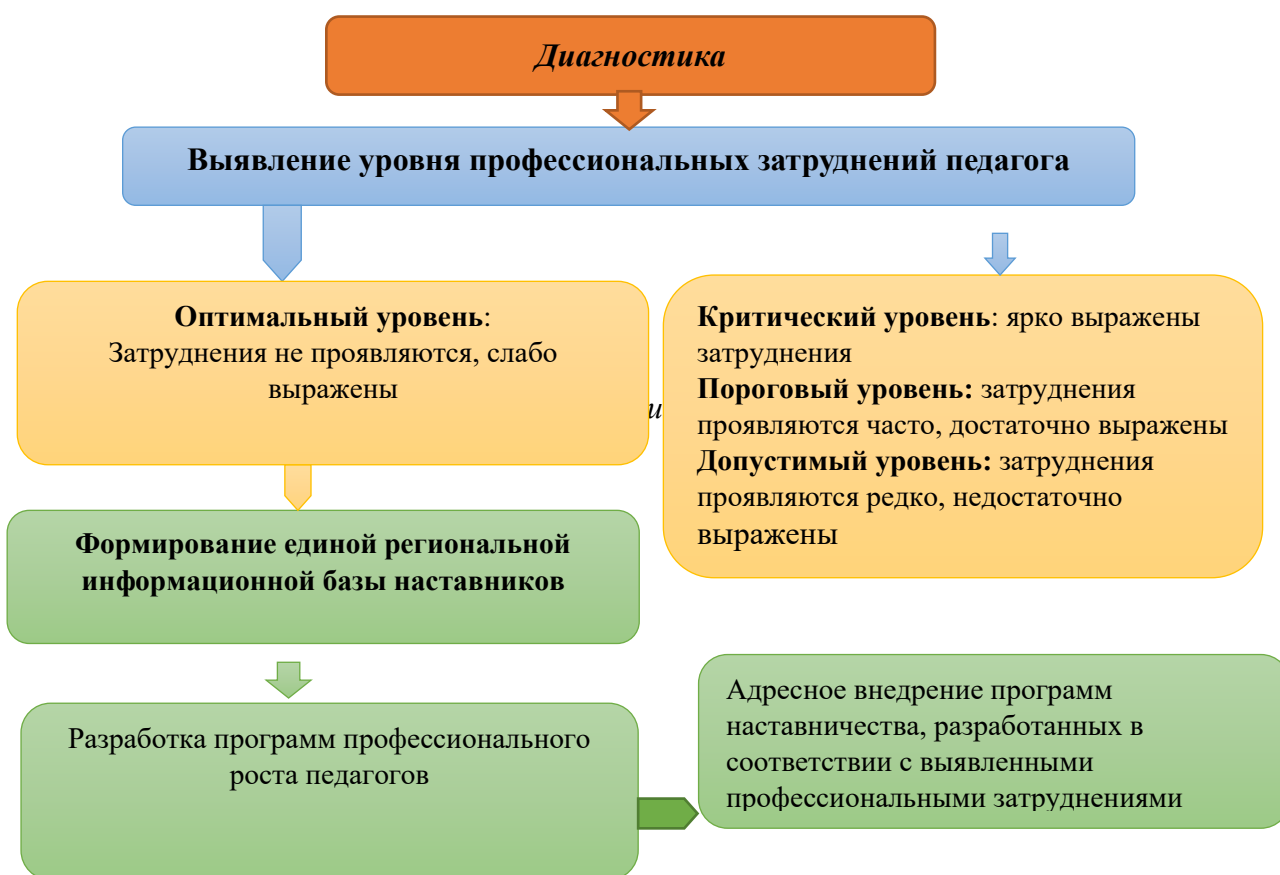 Диагностика
Выявление уровня профессиональных затруднений педагога
Оптимальный уровень:
Затруднения не проявляются, слабо
выражены
Критический уровень: ярко выражены
затруднения
Пороговый уровень: затруднения
проявляются часто, достаточно выражены
Допустимый уровень: затруднения
проявляются редко, недостаточно
выражены
Формирование единой региональной
информационной базы наставников
Разработка программ профессионального
роста педагогов
Адресное внедрение программ
наставничества, разработанных в
соответствии с выявленными
профессиональными затруднениями